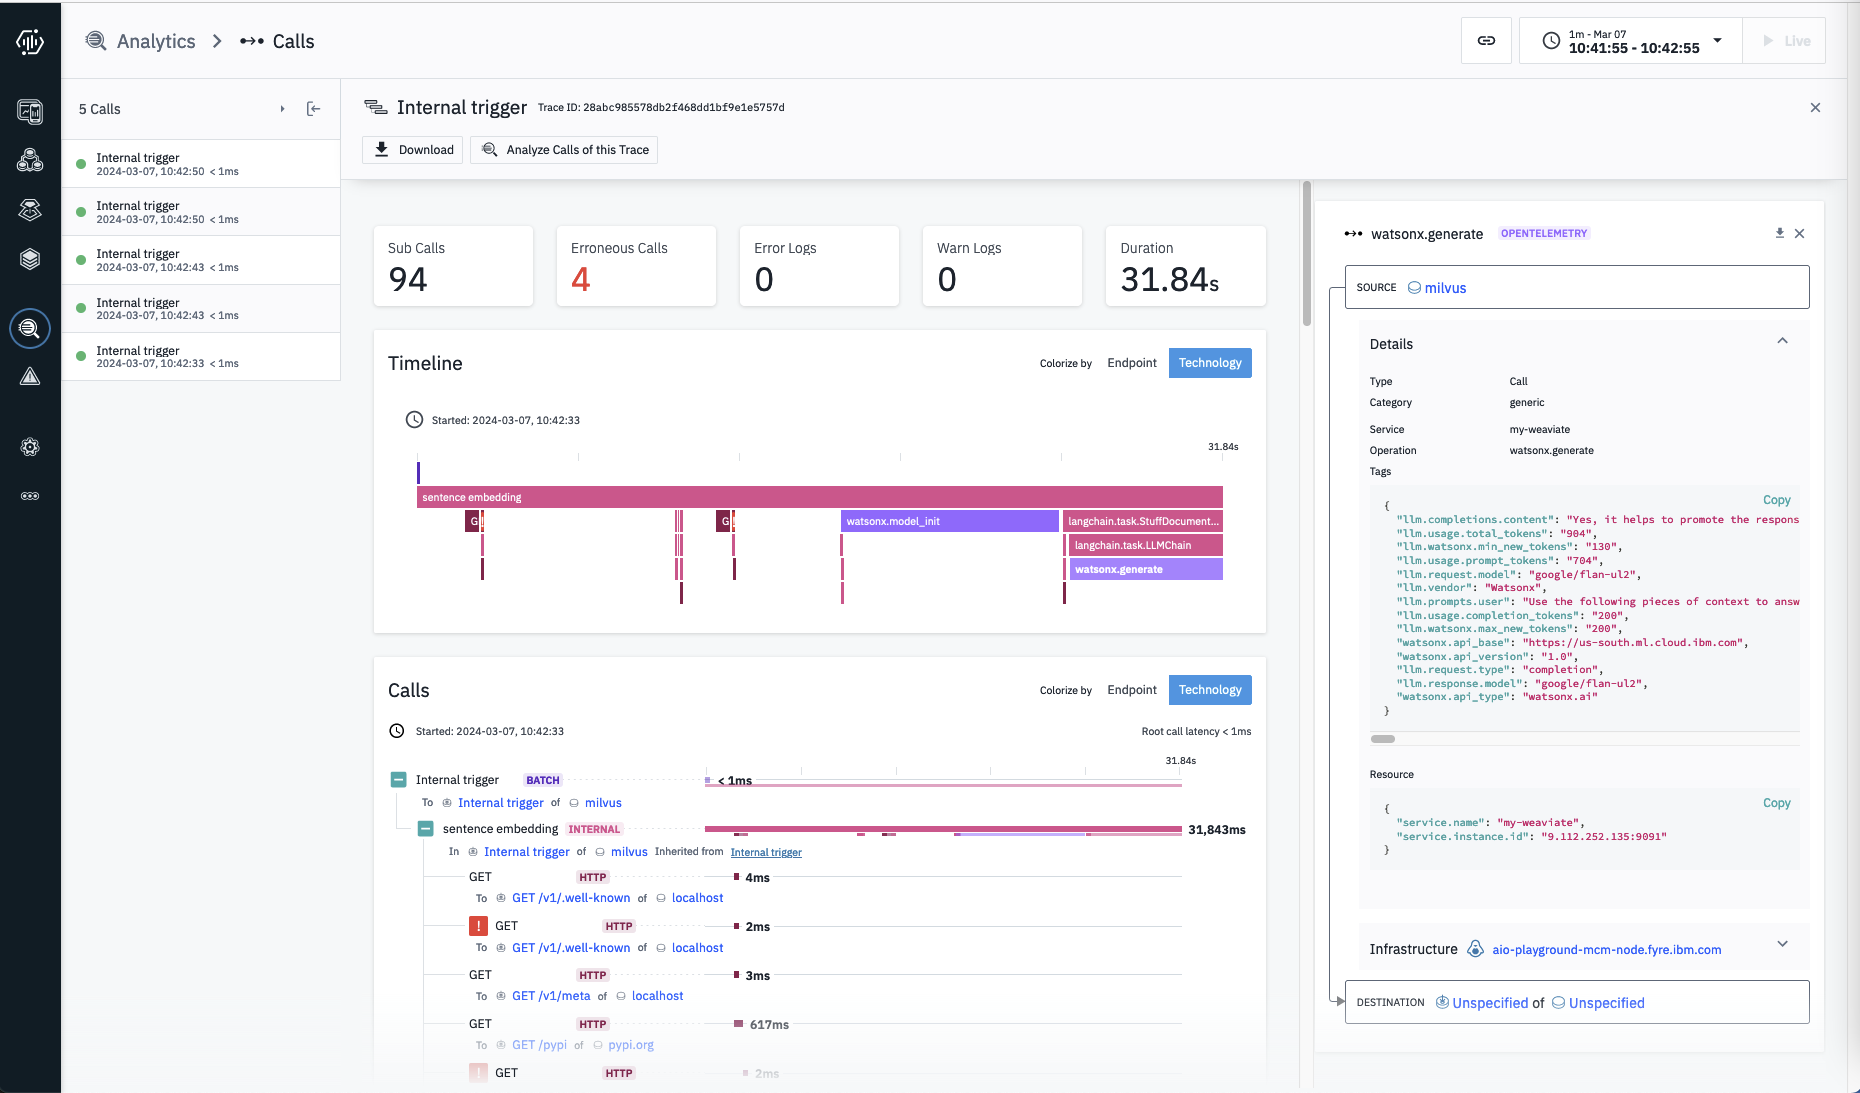 Analytics
Calls
1m - Mar 07
10:41:55 - 10:42:55
Live
5 Calls
Internal trigger
2024-03-07, 10:42:50 < 1ms
Internal trigger
2024-03-07, 10:42:50 < 1ms
Internal trigger
2024-03-07, 10:42:43 < 1ms
Internal trigger
2024-03-07, 10:42:43 < 1ms
Internal trigger
2024-03-07, 10:42:33 < 1ms
Internal trigger Trace ID: 28abc985578db2f468dd1bf9e1e5757d
Download
Analyze Calls of this Trace
Sub Calls
94
Erroneous Calls
4
Error Logs
0
Warn Logs
0
Duration
31.84s
Timeline
Colorize by Endpoint Technology
Started: 2024-03-07, 10:42:33
31.84s
sentence embedding
G !
G !
watsonx.model_init
langchain.task.StuffDocument...
langchain.task.LLMChain
watsonx.generate
Calls
Colorize by Endpoint Technology
Started: 2024-03-07, 10:42:33
Root call latency < 1ms
31.84s
Internal trigger BATCH < 1ms
To Internal trigger of milvus
sentence embedding INTERNAL 31,843ms
In Internal trigger of milvus Inherited from Internal trigger
GET HTTP 4ms
To GET /v1/.well-known of localhost
! GET HTTP 2ms
To GET /v1/.well-known of localhost
GET HTTP 3ms
To GET /v1/meta of localhost
GET HTTP 617ms
To GET /pypi of pypi.org
! GET HTTP 2ms
watsonx.generate OPENTELEMETRY
SOURCE milvus
Details
Type Call
Category generic
Service my-weaviate
Operation watsonx.generate
Tags
Copy
{
"llm.completions.content": "Yes, it helps to promote the respons
"llm.usage.total_tokens": "904",
"llm.watsonx.min_new_tokens": "130",
"llm.usage.prompt_tokens": "704",
"llm.request.model": "google/flan-ul2",
"llm.vendor": "Watsonx",
"llm.prompts.user": "Use the following pieces of context to answ
"llm.usage.completion_tokens": "200",
"llm.watsonx.max_new_tokens": "200",
"watsonx.api_base": "https://us-south.ml.cloud.ibm.com",
"watsonx.api_version": "1.0",
"llm.request.type": "completion",
"llm.response.model": "google/flan-ul2",
"watsonx.api_type": "watsonx.ai"
}
Resource
Copy
{
"service.name": "my-weaviate",
"service.instance.id": "9.112.252.135:9091"
}
Infrastructure aio-playground-mcm-node.fyre.ibm.com
DESTINATION Unspecified of Unspecified